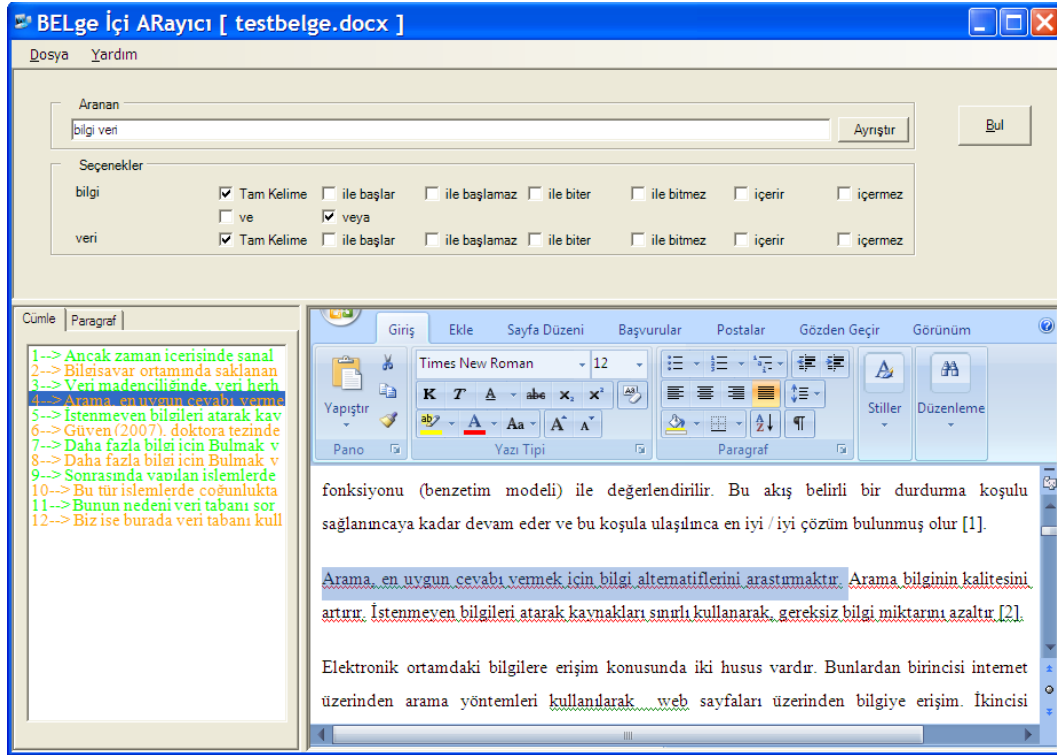 BELge İçi ARayıcı [ testbelge.docx ]
Dosya Yardım
Aranan
bilgi veri
Ayrıştır
Bul
Seçenekler
bilgi Tam Kelime ile başlar ile başlamaz ile biter ile bitmez içerir içermez
ve veya
veri Tam Kelime ile başlar ile başlamaz ile biter ile bitmez içerir içermez
Cümle Paragraf
1--> Ancak zaman içerisinde sanal
2--> Bilgisayar ortamında saklanan
3--> Veri madenciliğinde, veri herh
4--> Arama, en uygun cevabı verme
5--> İstenmeyen bilgileri atarak kay
6--> Güven (2007), doktora tezinde
7--> Daha fazla bilgi için Bulmak v
8--> Daha fazla bilgi için Bulmak v
9--> Sonrasında yapılan işlemlerde
10--> Bu tür işlemlerde çoğunlukta
11--> Bunun nedeni veri tabanı sor
12--> Biz ise burada veri tabanı kull
Giriş Ekle Sayfa Düzeni Başvurular Postalar Gözden Geçir Görünüm
Yapıştır
Pano
Times New Roman 12
K T A abe x₂ x²
ab A Aa A A
Yazı Tipi
Paragraf
Stiller
Düzenleme
fonksiyonu (benzetim modeli) ile değerlendirilir. Bu akış belirli bir durdurma koşulu
sağlanıncaya kadar devam eder ve bu koşula ulaşılınca en iyi / iyi çözüm bulunmuş olur [1].
Arama, en uygun cevabı vermek için bilgi alternatiflerini araştırmaktır. Arama bilginin kalitesini
artırır. İstenmeyen bilgileri atarak kaynakları sınırlı kullanarak, gereksiz bilgi miktarını azaltır [2].
Elektronik ortamdaki bilgilere erişim konusunda iki husus vardır. Bunlardan birincisi internet
üzerinden arama yöntemleri kullanılarak web sayfaları üzerinden bilgiye erişim. İkincisi